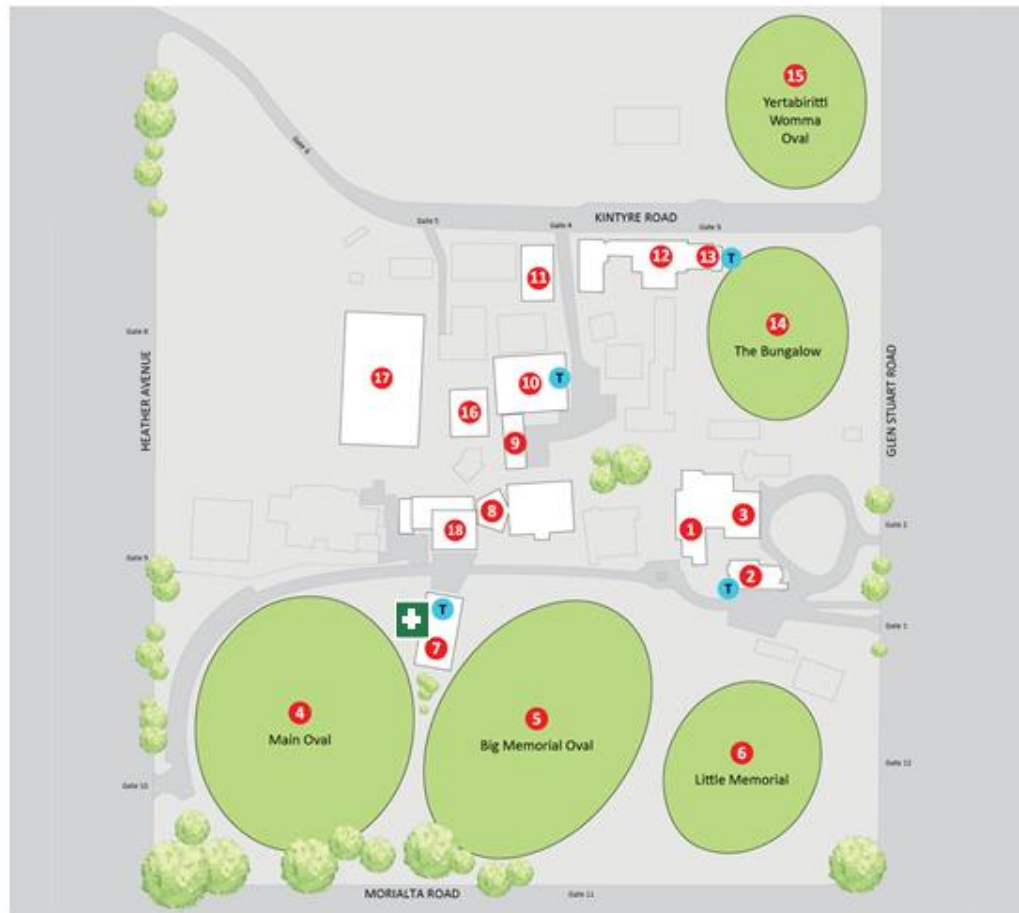 15
Yertabiritti
Womma
Oval
Gate 6
KINTYRE ROAD
Gate 5
Gate 4
Gate 3
12
13
T
11
14
The Bungalow
Gate 8
17
10
T
16
9
HEATHER AVENUE
GLEN STUART ROAD
8
18
1
3
Gate 2
Gate 9
2
T
T
7
Gate 1
4
Main Oval
5
Big Memorial Oval
6
Little Memorial
Gate 12
Gate 10
MORIALTA ROAD
Gate 11